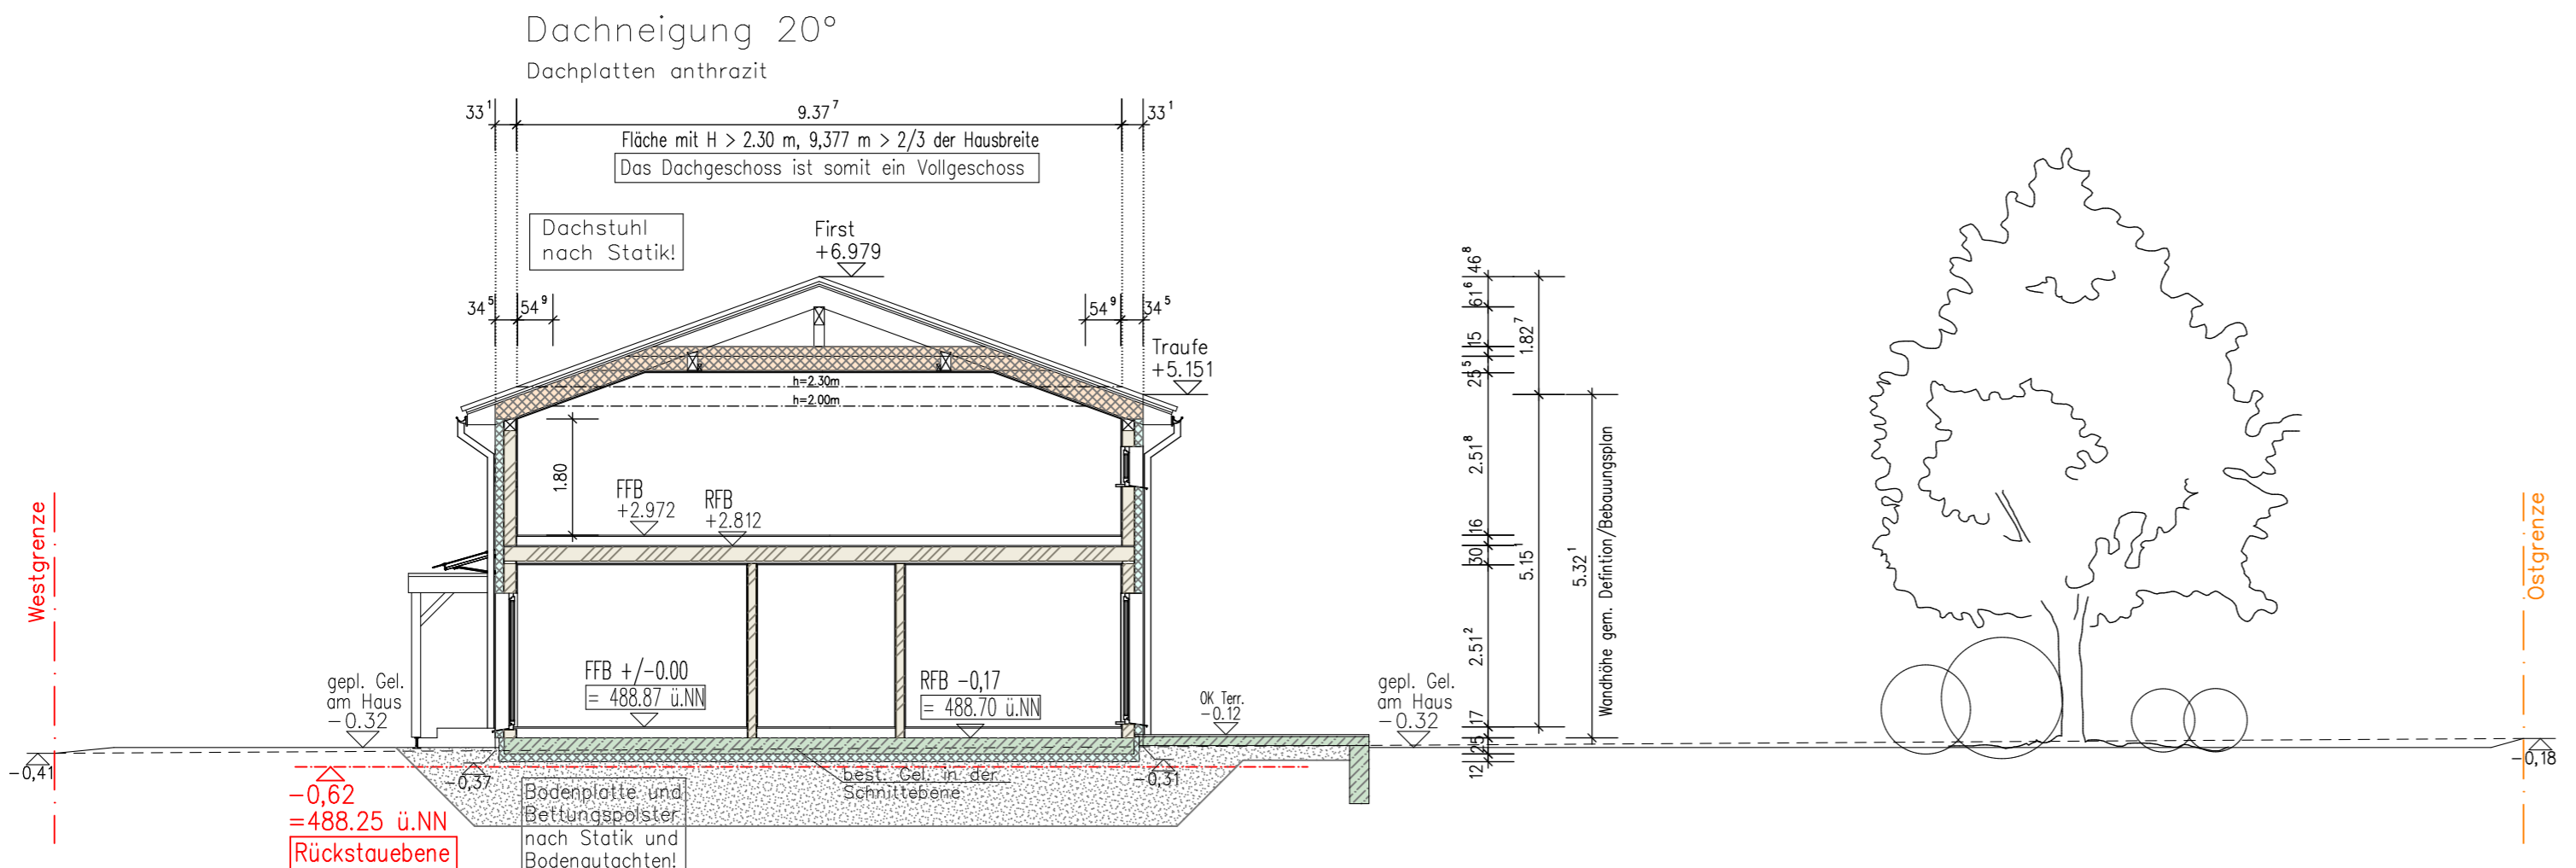 Dachneigung 20°
Dachplatten anthrazit
33¹
9.37⁷
33¹
Fläche mit H > 2.30 m, 9,377 m > 2/3 der Hausbreite
Das Dachgeschoss ist somit ein Vollgeschoss
Dachstuhl
nach Statik!
First
+6.979
34⁵
54⁹
54⁹
34⁵
Traufe
+5.151
h=2.30m
h=2.00m
1.80
FFB
+2.972
RFB
+2.812
FFB +/-0.00
= 488.87 ü.NN
RFB -0,17
= 488.70 ü.NN
OK Terr.
-0.12
gepl. Gel.
am Haus
-0.32
gepl. Gel.
am Haus
-0.32
Westgrenze
Ostgrenze
-0,41
-0,18
-0,37
-0,31
best. Gel. in der
Schnittebene
-0,62
=488.25 ü.NN
Rückstauebene
Bodenplatte und
Bettungspolster
nach Statik und
Bodengutachten!
46⁸
61⁶
15
25⁵
2.51⁸
16
30¹
2.51²
17
25
12
1.82⁷
5.15¹
5.32¹
Wandhöhe gem. Defintion/Bebauungsplan